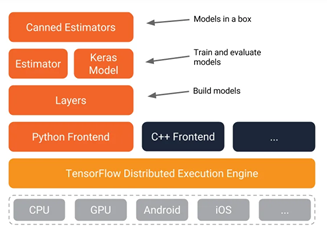 Canned Estimators
Models in a box
Estimator
Keras
Model
Train and evaluate
models
Layers
Build models
Python Frontend
C++ Frontend
...
TensorFlow Distributed Execution Engine
CPU
GPU
Android
iOS
...